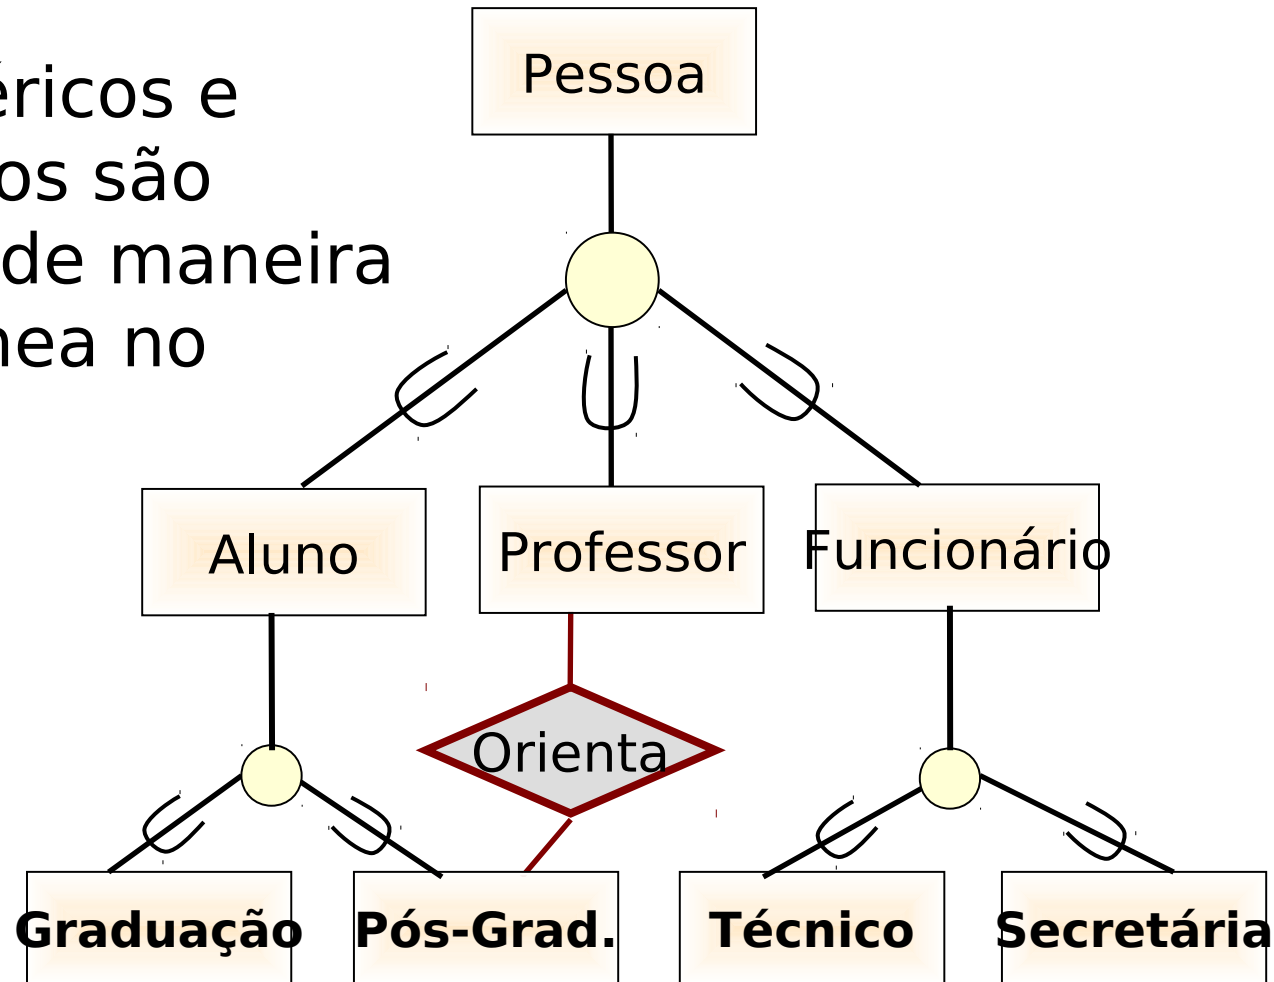 Pessoa
éricos e
os são
de maneira
nea no
Aluno
Professor
Funcionário
Orienta
Graduação
Pós-Grad.
Técnico
Secretária